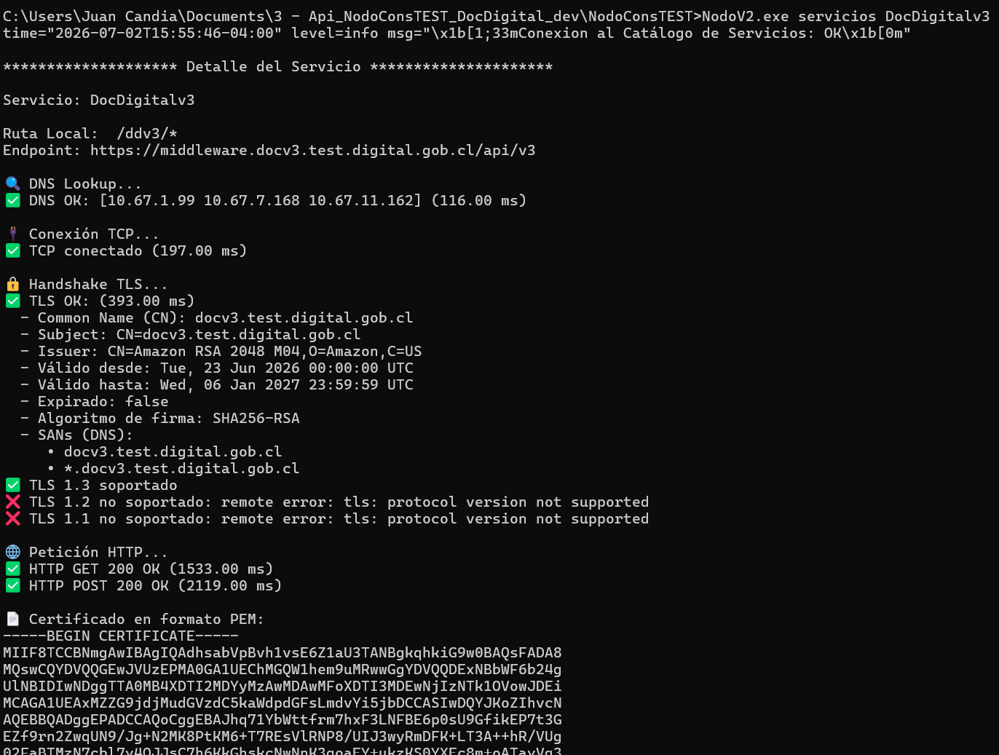 C:\Users\Juan Candia\Documents\3 - Api_NodoConsTEST_DocDigital_dev\NodoConsTEST>NodoV2.exe servicios DocDigitalv3
time="2026-07-02T15:55:46-04:00" level=info msg="\x1b[1;33mConexion al Catálogo de Servicios: OK\x1b[0m"
******************** Detalle del Servicio *********************
Servicio: DocDigitalv3
Ruta Local:  /ddv3/*
Endpoint: https://middleware.docv3.test.digital.gob.cl/api/v3
🔍 DNS Lookup...
✅ DNS OK: [10.67.1.99 10.67.7.168 10.67.11.162] (116.00 ms)
🔌 Conexión TCP...
✅ TCP conectado (197.00 ms)
🔒 Handshake TLS...
✅ TLS OK: (393.00 ms)
  - Common Name (CN): docv3.test.digital.gob.cl
  - Subject: CN=docv3.test.digital.gob.cl
  - Issuer: CN=Amazon RSA 2048 M04,O=Amazon,C=US
  - Válido desde: Tue, 23 Jun 2026 00:00:00 UTC
  - Válido hasta: Wed, 06 Jan 2027 23:59:59 UTC
  - Expirado: false
  - Algoritmo de firma: SHA256-RSA
  - SANs (DNS):
     • docv3.test.digital.gob.cl
     • *.docv3.test.digital.gob.cl
✅ TLS 1.3 soportado
❌ TLS 1.2 no soportado: remote error: tls: protocol version not supported
❌ TLS 1.1 no soportado: remote error: tls: protocol version not supported
🌐 Petición HTTP...
✅ HTTP GET 200 OK (1533.00 ms)
✅ HTTP POST 200 OK (2119.00 ms)
📄 Certificado en formato PEM:
-----BEGIN CERTIFICATE-----
MIIF8TCCBNmgAwIBAgIQAdhsabVpBvh1vsE6Z1aU3TANBgkqhkiG9w0BAQsFADA8
MQswCQYDVQQGEwJVUzEPMA0GA1UEChMGQW1hem9uMRwwGgYDVQQDExNBbWF6b24g
UlNBIDIwNDggTTA0MB4XDTI2MDYyMzAwMDAwMFoXDTI3MDEwNjIzNTk1OVowJDEi
MCAGA1UEAxMZZG9jdjMudGVzdC5kaWdpdGFsLmdvYi5jbDCCASIwDQYJKoZIhvcN
AQEBBQADggEPADCCAQoCggEBAJhq71YbWttfrm7hxF3LNFBE6p0sU9GfikEP7t3G
EZf9rn2ZwqUN9/Jg+N2MK8PtKM6+T7REsVlRNP8/UIJ3wyRmDFK+LT3A++hR/VUg